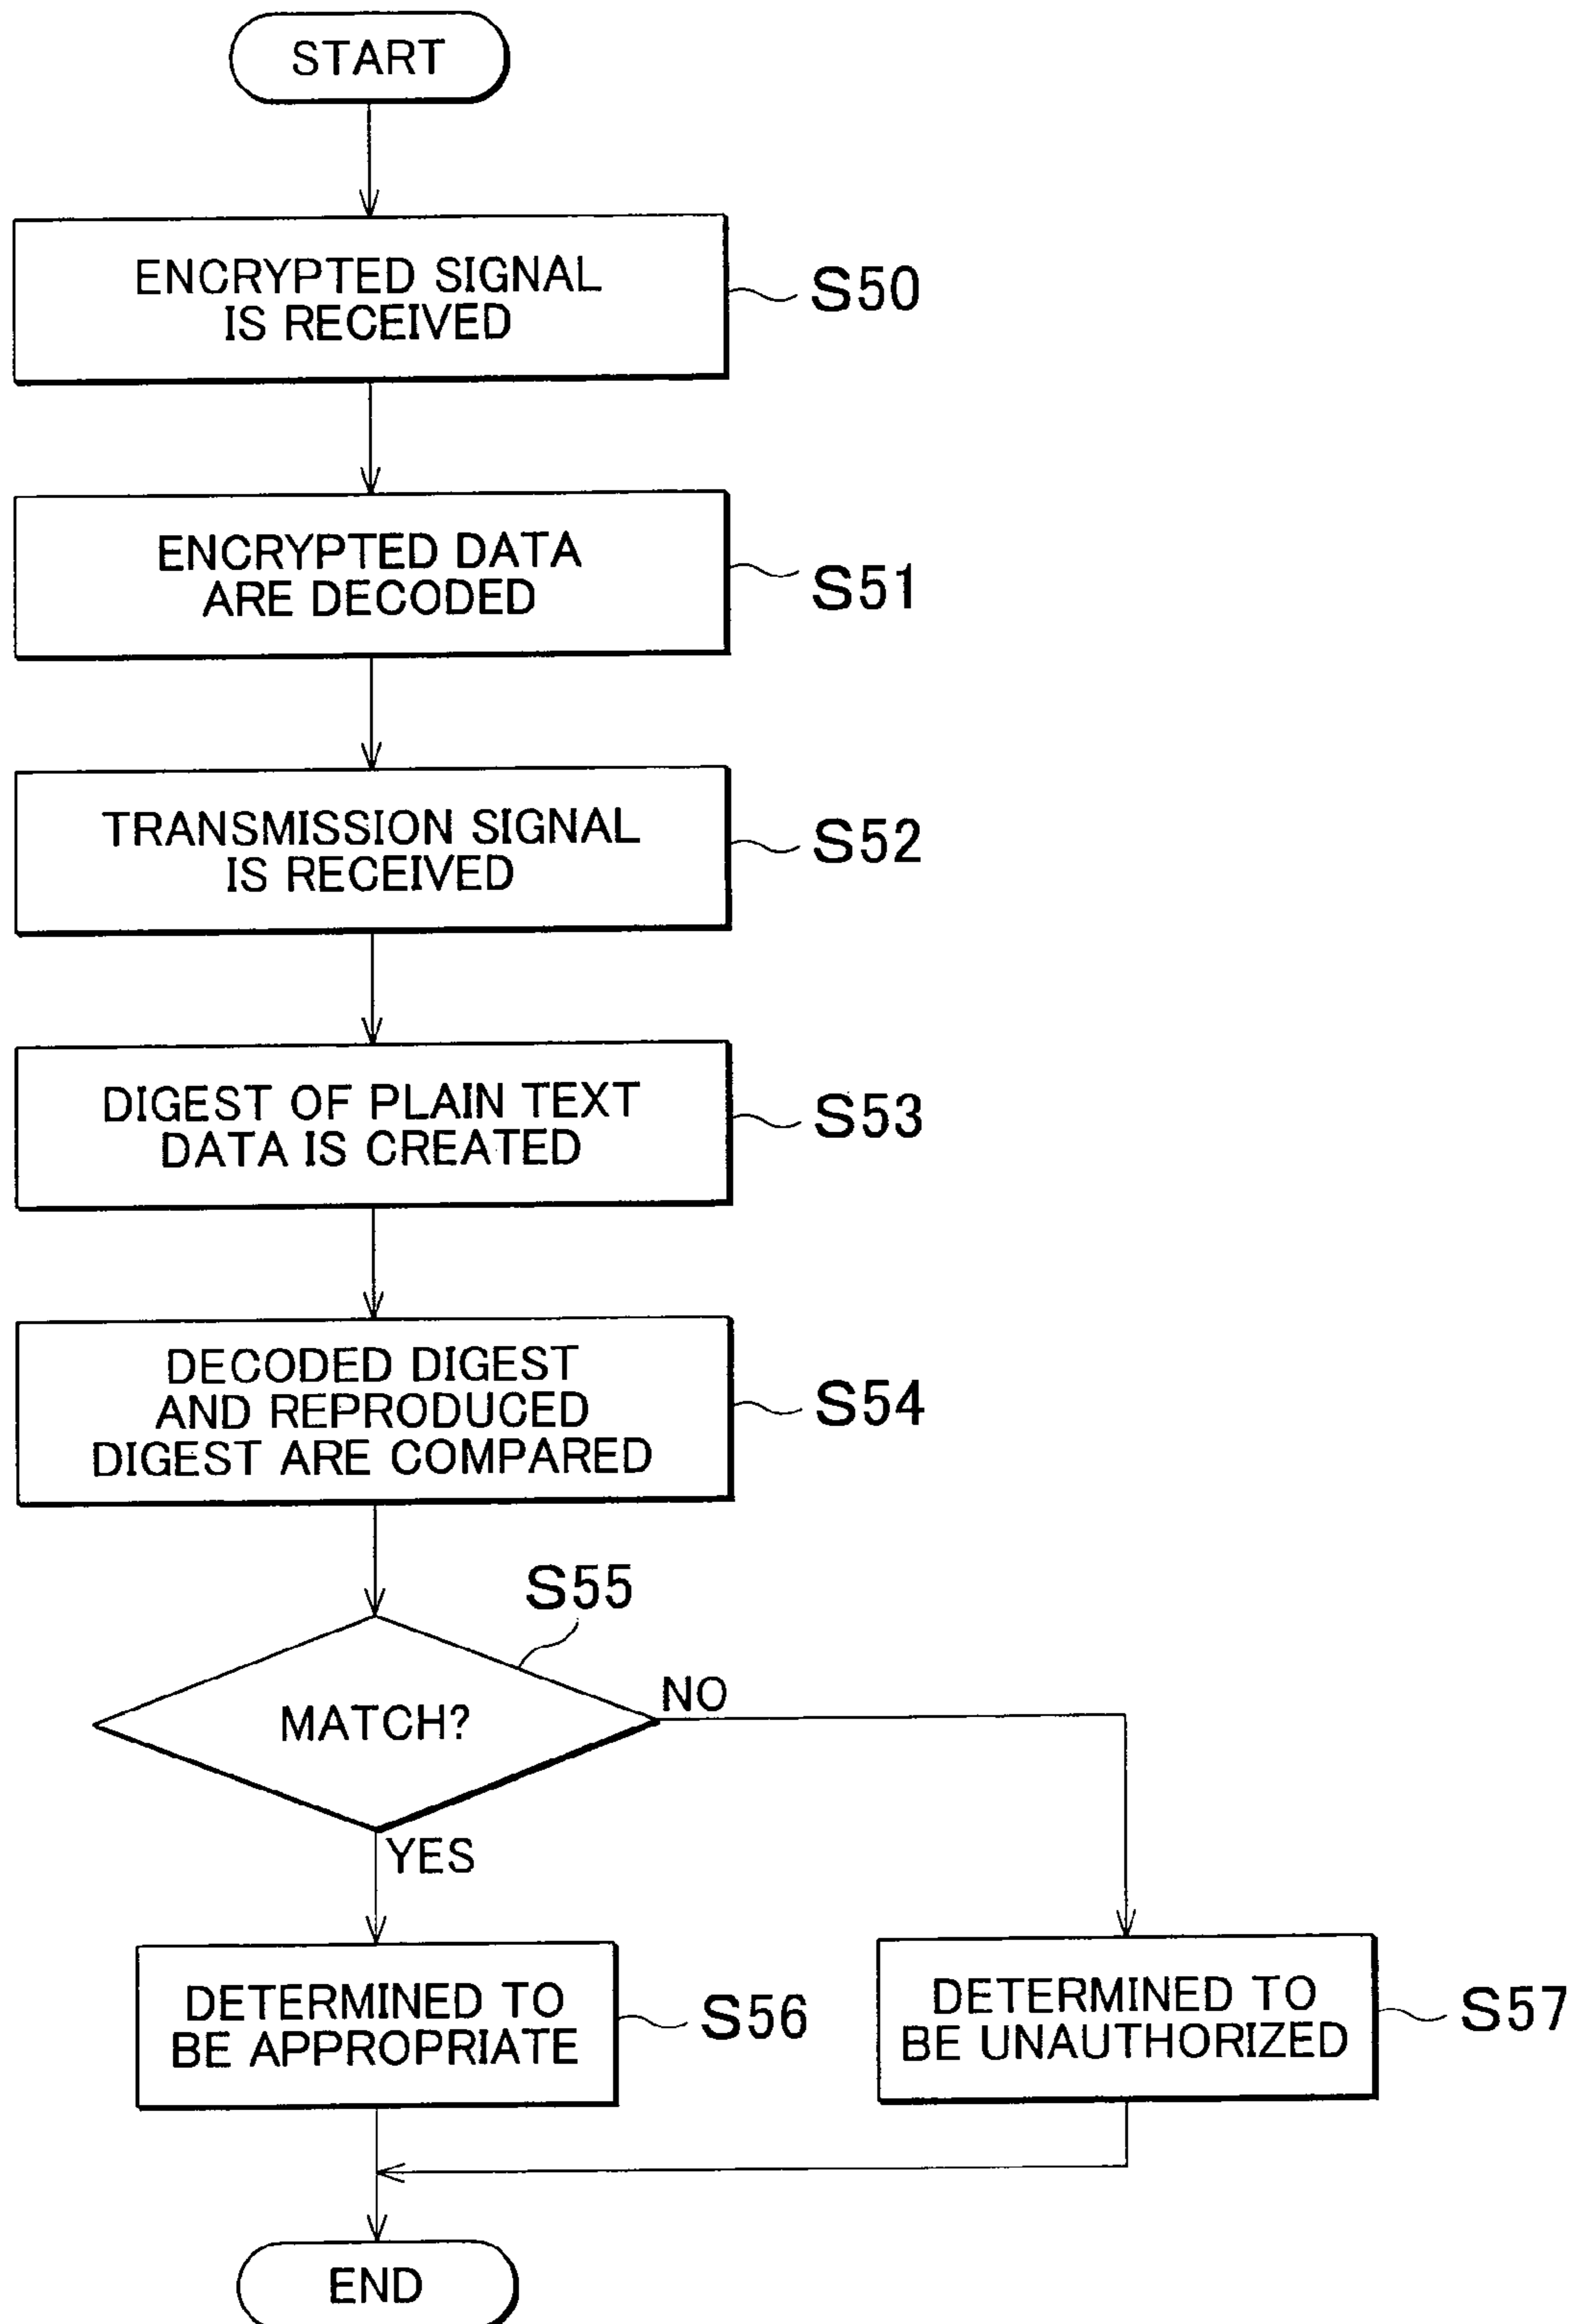 START
ENCRYPTED SIGNAL
IS RECEIVED
S50
ENCRYPTED DATA
ARE DECODED
S51
TRANSMISSION SIGNAL
IS RECEIVED
S52
DIGEST OF PLAIN TEXT
DATA IS CREATED
S53
DECODED DIGEST
AND REPRODUCED
DIGEST ARE COMPARED
S54
S55
MATCH?
NO
YES
DETERMINED TO
BE APPROPRIATE
S56
DETERMINED TO
BE UNAUTHORIZED
S57
END